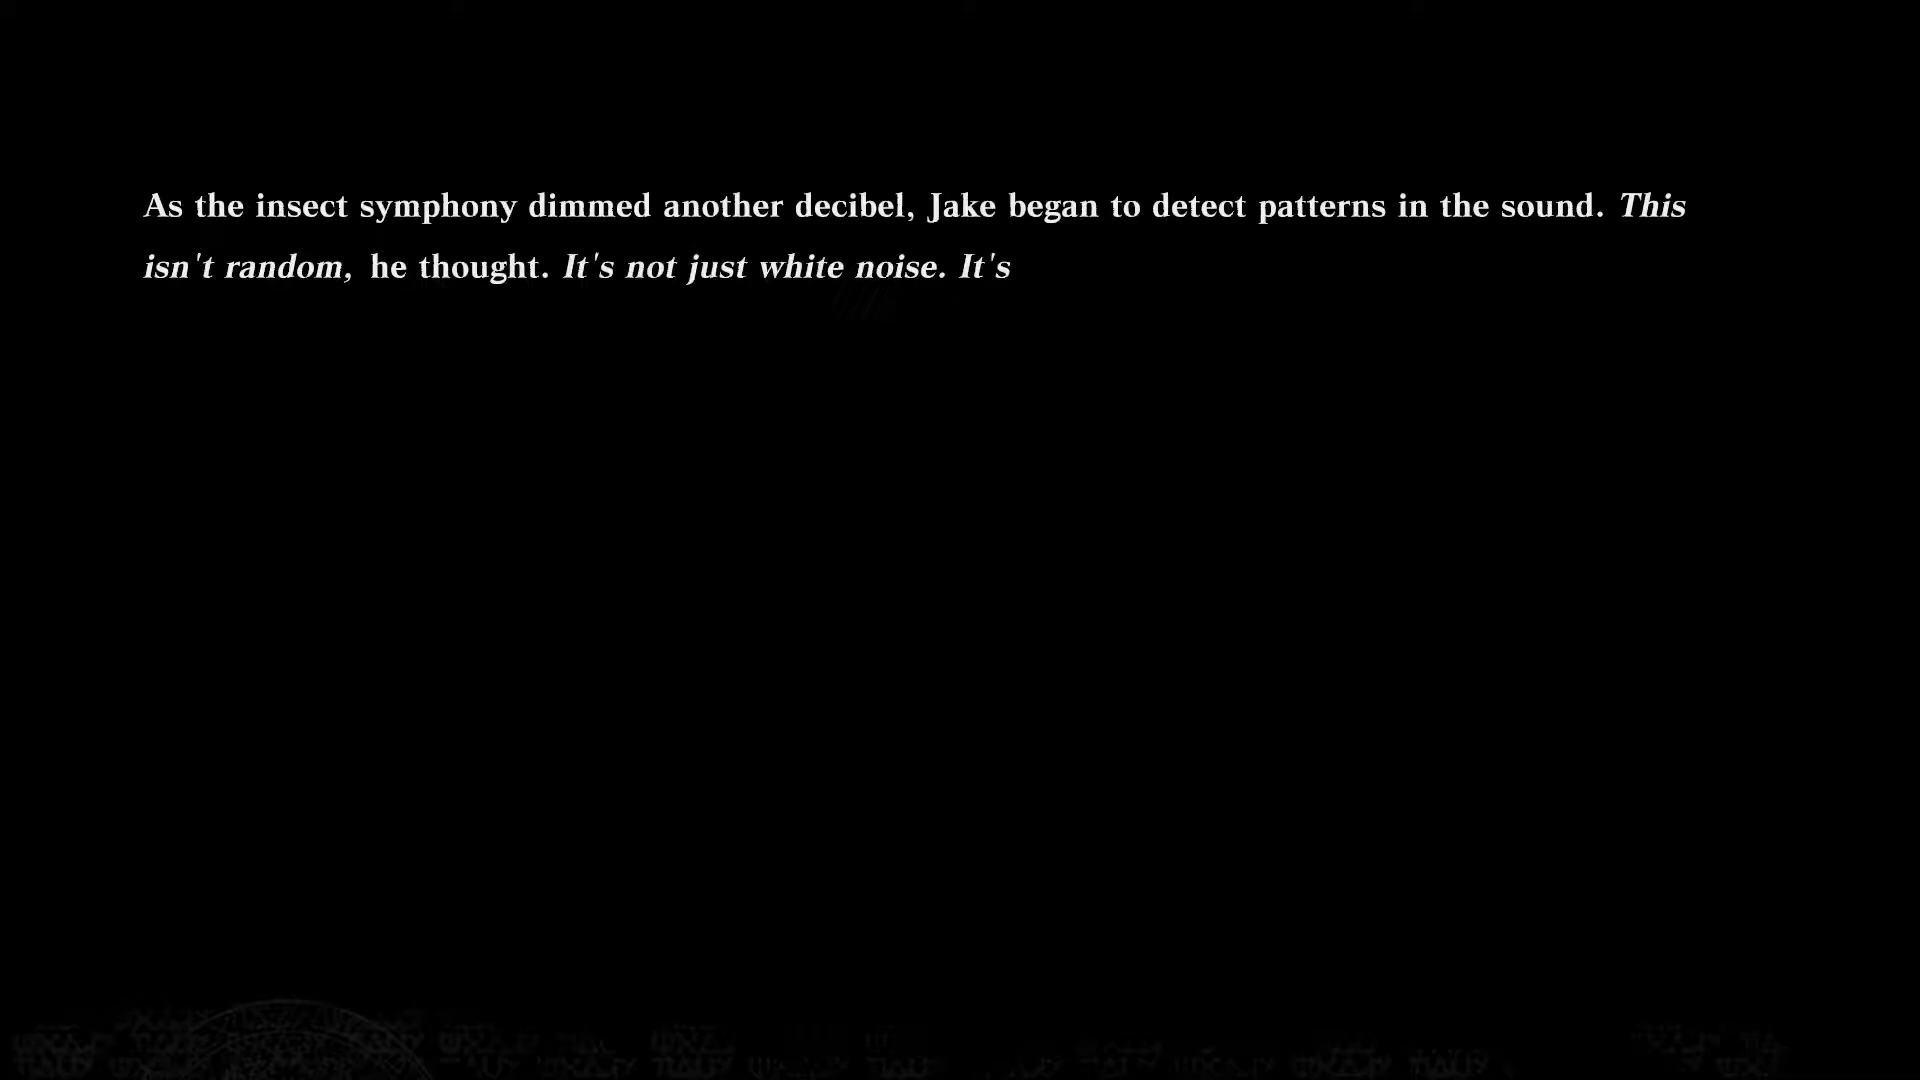 As the insect symphony dimmed another decibel, Jake began to detect patterns in the sound. This
isn't random, he thought. It's not just white noise. It's